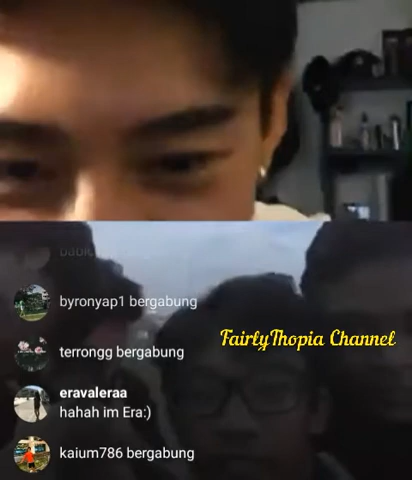 byronyap1 bergabung
FairlyThopia Channel
terrongg bergabung
eravaleraa
hahah im Era:)
kaium786 bergabung